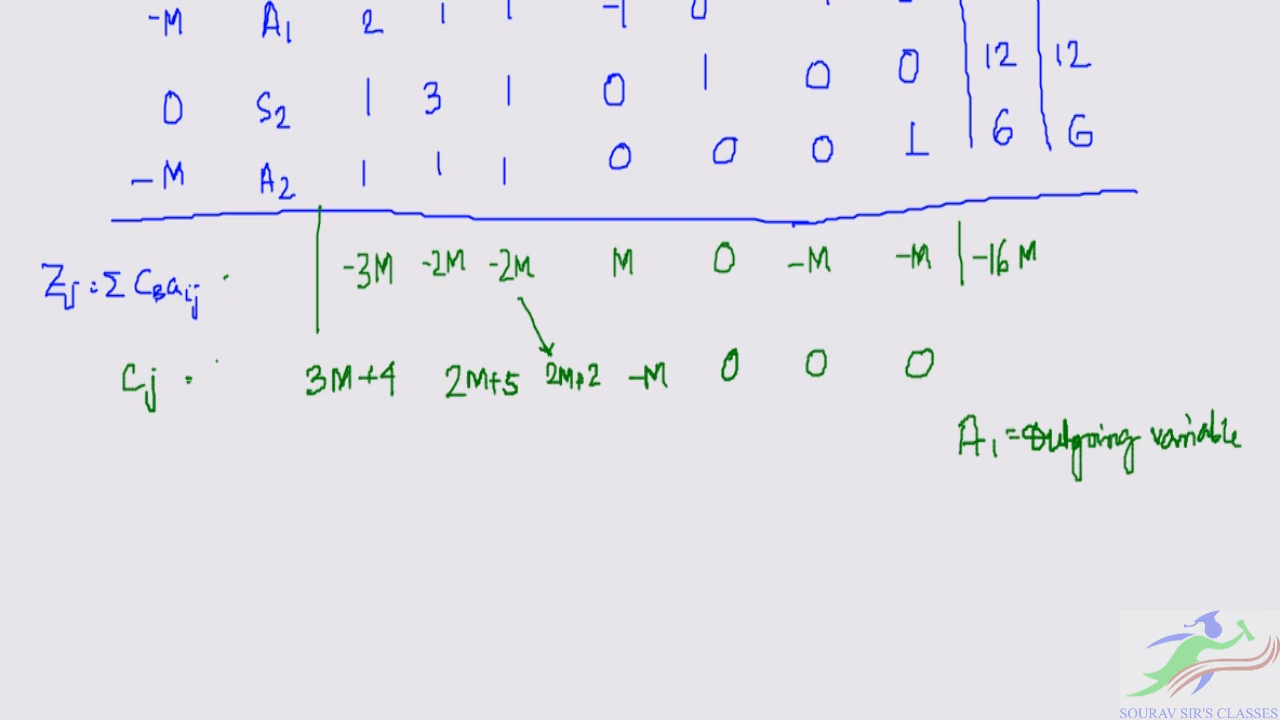 -M A1 2 1 1 -1 0
0 S2 1 3 1 0 1 0 0 12 12
-M A2 1 1 1 0 0 0 1 6 6
Zj = Σ CB aij -3M -2M -2M M 0 -M -M -16M
Cj = 3M+4 2M+5 2M+2 -M 0 0 0
A1 = Outgoing variable
SOURAV SIR'S CLASSES